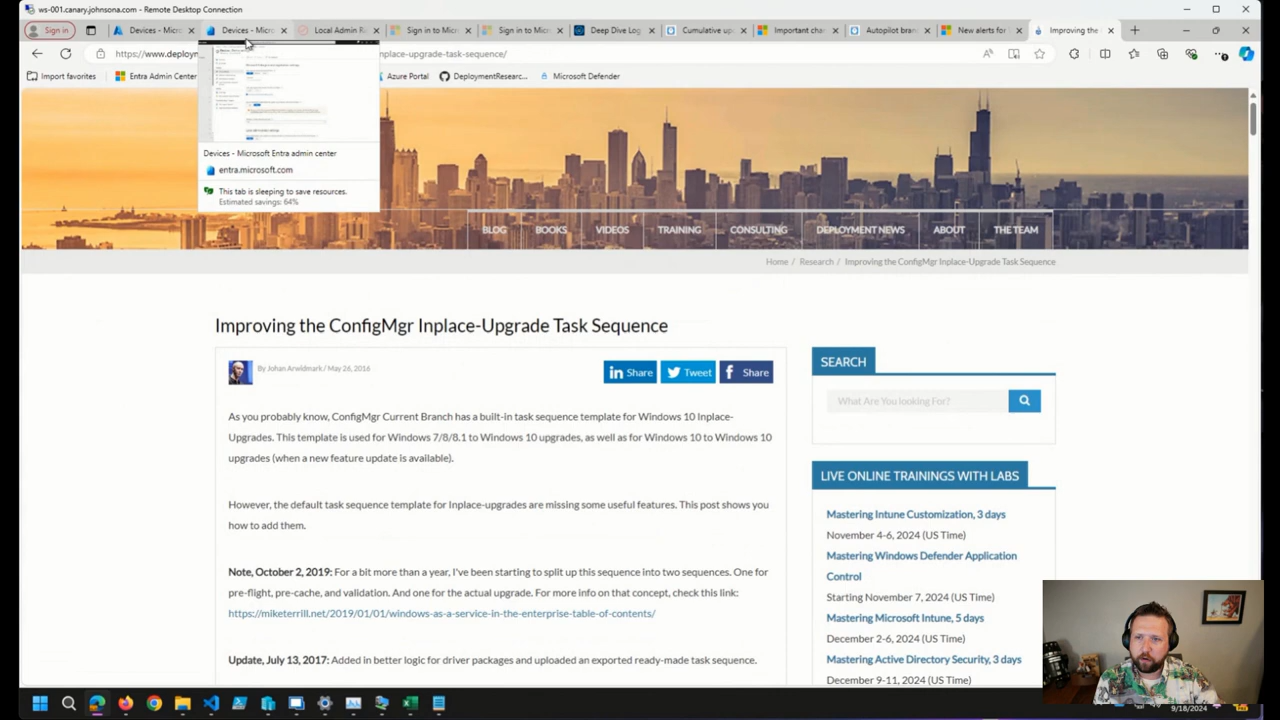 ws-001.canary.johnsona.com - Remote Desktop Connection
Sign in
Devices - Micro
Devices - Micro
Local Admin R
Sign in to Mic
Sign in to Mic
Deep Dive Log
Cumulative up
Important cha
Autopilot bran
New alerts for
Improving the
https://www.deploy
nplace-upgrade-task-sequence/
Import favorites
Entra Admin Center
Azure Portal
DeploymentResearc...
Microsoft Defender
Devices - Microsoft Entra admin center
entra.microsoft.com
This tab is sleeping to save resources.
Estimated savings: 64%
BLOG
BOOKS
VIDEOS
TRAINING
CONSULTING
DEPLOYMENT NEWS
ABOUT
THE TEAM
Home / Research / Improving the ConfigMgr Inplace-Upgrade Task Sequence
Improving the ConfigMgr Inplace-Upgrade Task Sequence
By Johan Arwidmark / May 26, 2016
Share
Tweet
Share
As you probably know, ConfigMgr Current Branch has a built-in task sequence template for Windows 10 Inplace-
Upgrades. This template is used for Windows 7/8/8.1 to Windows 10 upgrades, as well as for Windows 10 to Windows 10
upgrades (when a new feature update is available).
However, the default task sequence template for Inplace-upgrades are missing some useful features. This post shows you
how to add them.
Note, October 2, 2019: For a bit more than a year, I've been starting to split up this sequence into two sequences. One for
pre-flight, pre-cache, and validation. And one for the actual upgrade. For more info on that concept, check this link:
https://miketerrill.net/2019/01/01/windows-as-a-service-in-the-enterprise-table-of-contents/
Update, July 13, 2017: Added in better logic for driver packages and uploaded an exported ready-made task sequence.
SEARCH
What Are You looking For?
LIVE ONLINE TRAININGS WITH LABS
Mastering Intune Customization, 3 days
November 4-6, 2024 (US Time)
Mastering Windows Defender Application
Control
Starting November 7, 2024 (US Time)
Mastering Microsoft Intune, 5 days
December 2-6, 2024 (US Time)
Mastering Active Directory Security, 3 days
December 9-11, 2024 (US Time)
9/18/2024